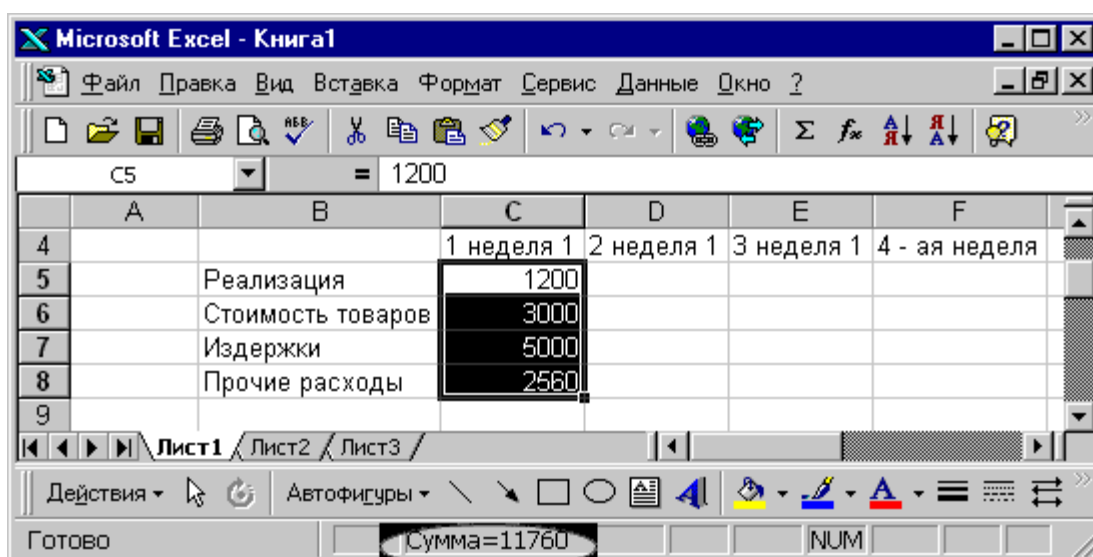 Microsoft Excel - Книга1
Файл Правка Вид Вставка Формат Сервис Данные Окно ?
C5 = 1200
A B C D E F
4 1 неделя 1 2 неделя 1 3 неделя 1 4 - ая неделя
5 Реализация 1200
6 Стоимость товаров 3000
7 Издержки 5000
8 Прочие расходы 2560
9
Лист1 Лист2 Лист3
Действия Автофигуры
Готово Сумма=11760 NUM